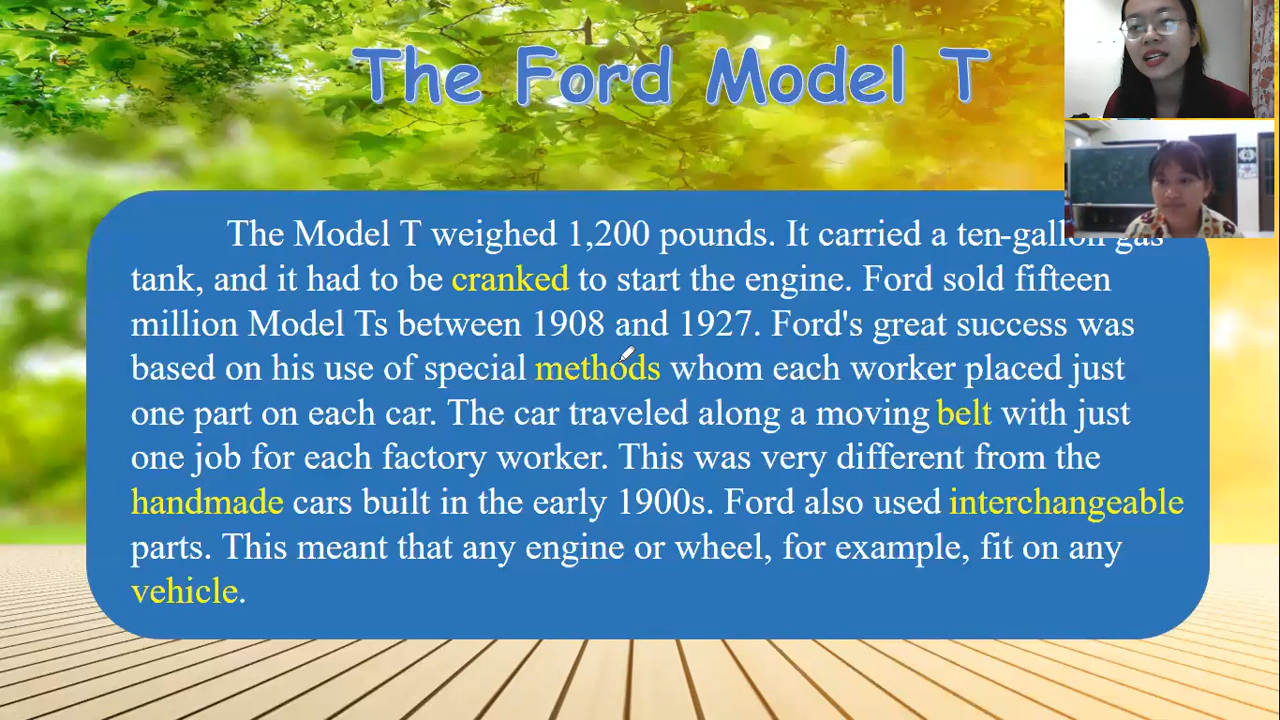 The Ford Model T
The Model T weighed 1,200 pounds. It carried a ten-gallon gas
tank, and it had to be cranked to start the engine. Ford sold fifteen
million Model Ts between 1908 and 1927. Ford's great success was
based on his use of special methods whom each worker placed just
one part on each car. The car traveled along a moving belt with just
one job for each factory worker. This was very different from the
handmade cars built in the early 1900s. Ford also used interchangeable
parts. This meant that any engine or wheel, for example, fit on any
vehicle.